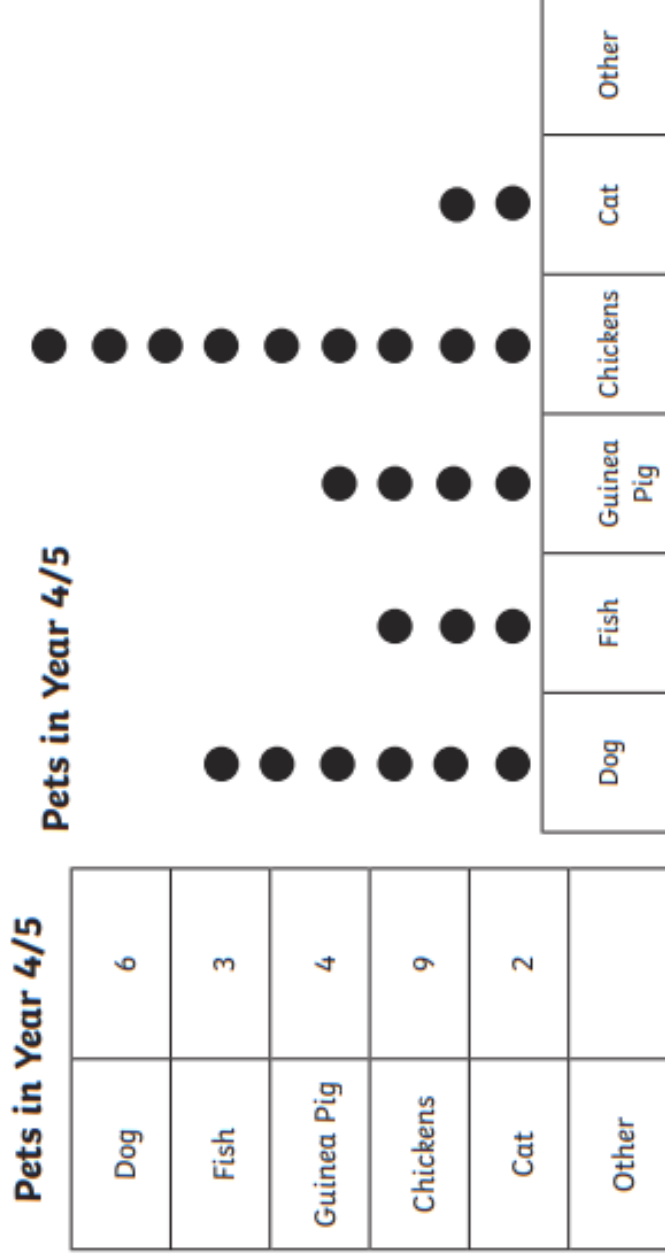 Pets in Year 4/5
Dog 6
Fish 3
Guinea Pig 4
Chickens 9
Cat 2
Other
Pets in Year 4/5
Dog Fish Guinea Chickens Cat Other
Pig